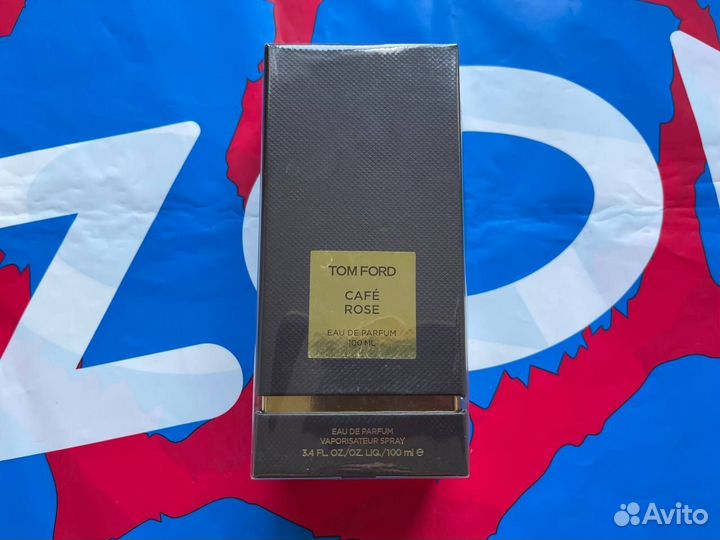 ZOV
TOM FORD
CAFÉ
ROSE
EAU DE PARFUM
100 ML
EAU DE PARFUM
VAPORISATEUR SPRAY
3.4 FL. OZ./OZ. LIQ./100 ml ℮
Avito